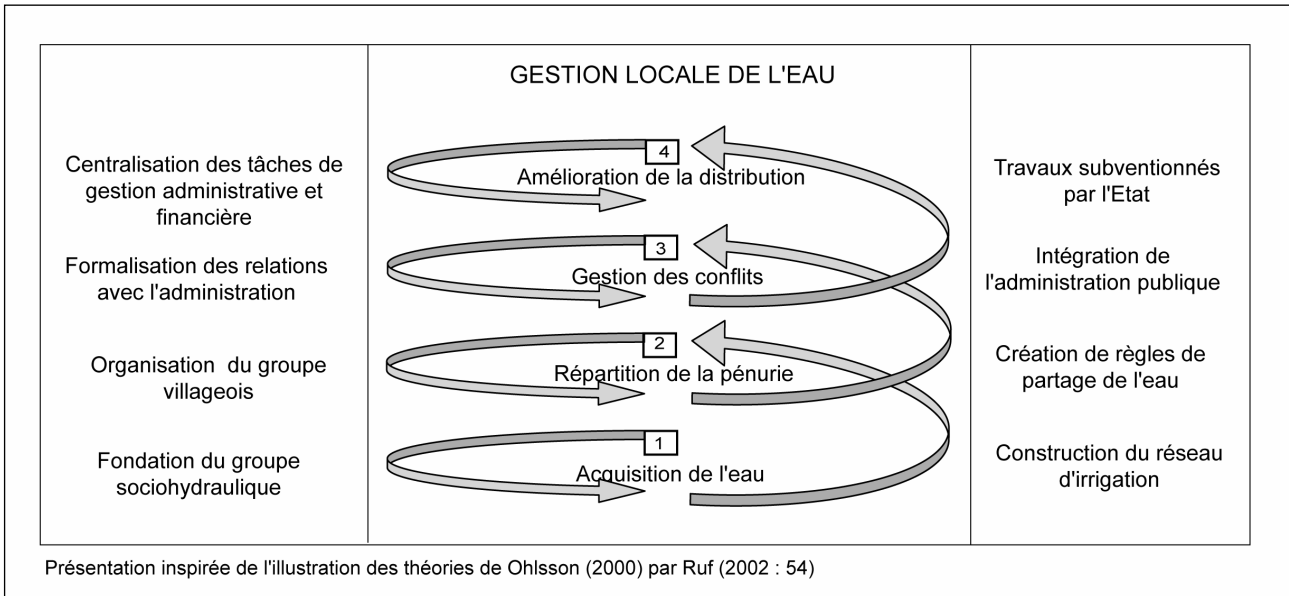 GESTION LOCALE DE L'EAU
Centralisation des tâches de
gestion administrative et
financière
4
Amélioration de la distribution
Travaux subventionnés
par l'Etat
Formalisation des relations
avec l'administration
3
Gestion des conflits
Intégration de
l'administration publique
Organisation du groupe
villageois
2
Répartition de la pénurie
Création de règles de
partage de l'eau
Fondation du groupe
sociohydraulique
1
Acquisition de l'eau
Construction du réseau
d'irrigation
Présentation inspirée de l'illustration des théories de Ohlsson (2000) par Ruf (2002 : 54)